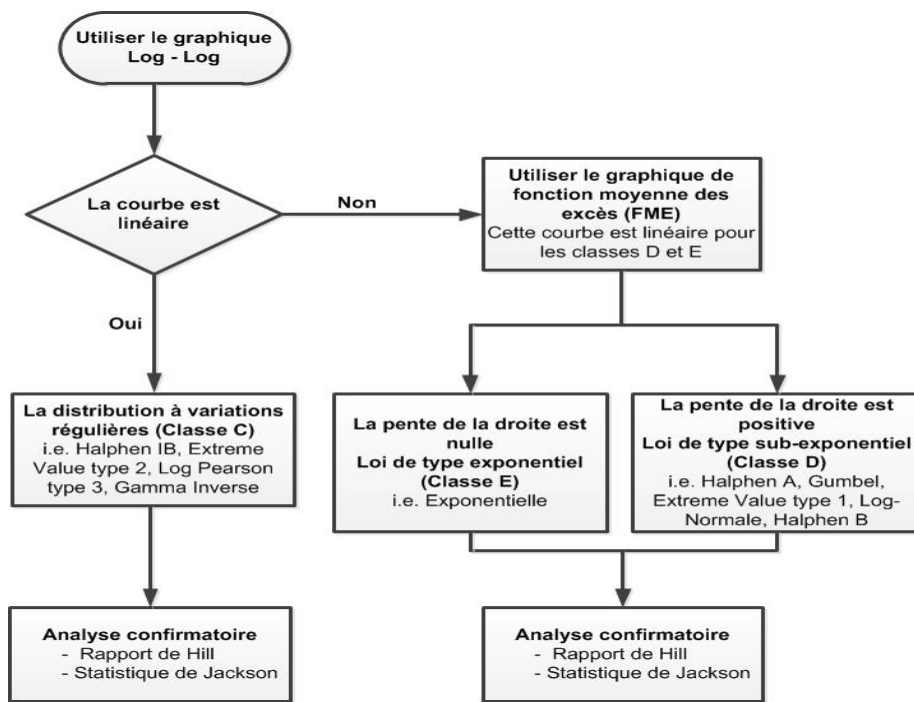 Utiliser le graphique
Log - Log
La courbe est
linéaire
Non
Utiliser le graphique de
fonction moyenne des
excès (FME)
Cette courbe est linéaire pour
les classes D et E
Oui
La distribution à variations
régulières (Classe C)
i.e. Halphen IB, Extreme
Value type 2, Log Pearson
type 3, Gamma Inverse
La pente de la droite est
nulle
Loi de type exponentiel
(Classe E)
i.e. Exponentielle
La pente de la droite est
positive
Loi de type sub-exponentiel
(Classe D)
i.e. Halphen A, Gumbel,
Extreme Value type 1, Log-
Normale, Halphen B
Analyse confirmatoire
- Rapport de Hill
- Statistique de Jackson
Analyse confirmatoire
- Rapport de Hill
- Statistique de Jackson